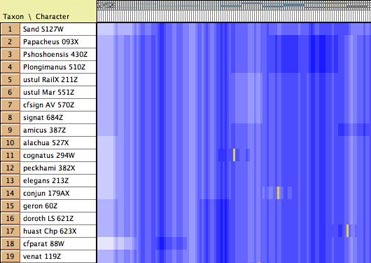 Taxon \ Character
1 Sand S127W
2 Papacheus 093X
3 Pshoshoensis 430Z
4 Plongimanus 510Z
5 ustul RailX 211Z
6 ustul Mar 551Z
7 cfsign AV 570Z
8 signat 684Z
9 amicus 387Z
10 alachua 527X
11 cognatus 294W
12 peckhami 382X
13 elegans 213Z
14 conjun 179AX
15 geron 60Z
16 doroth LS 621Z
17 huast Chp 623X
18 cfparat 88W
19 venat 119Z